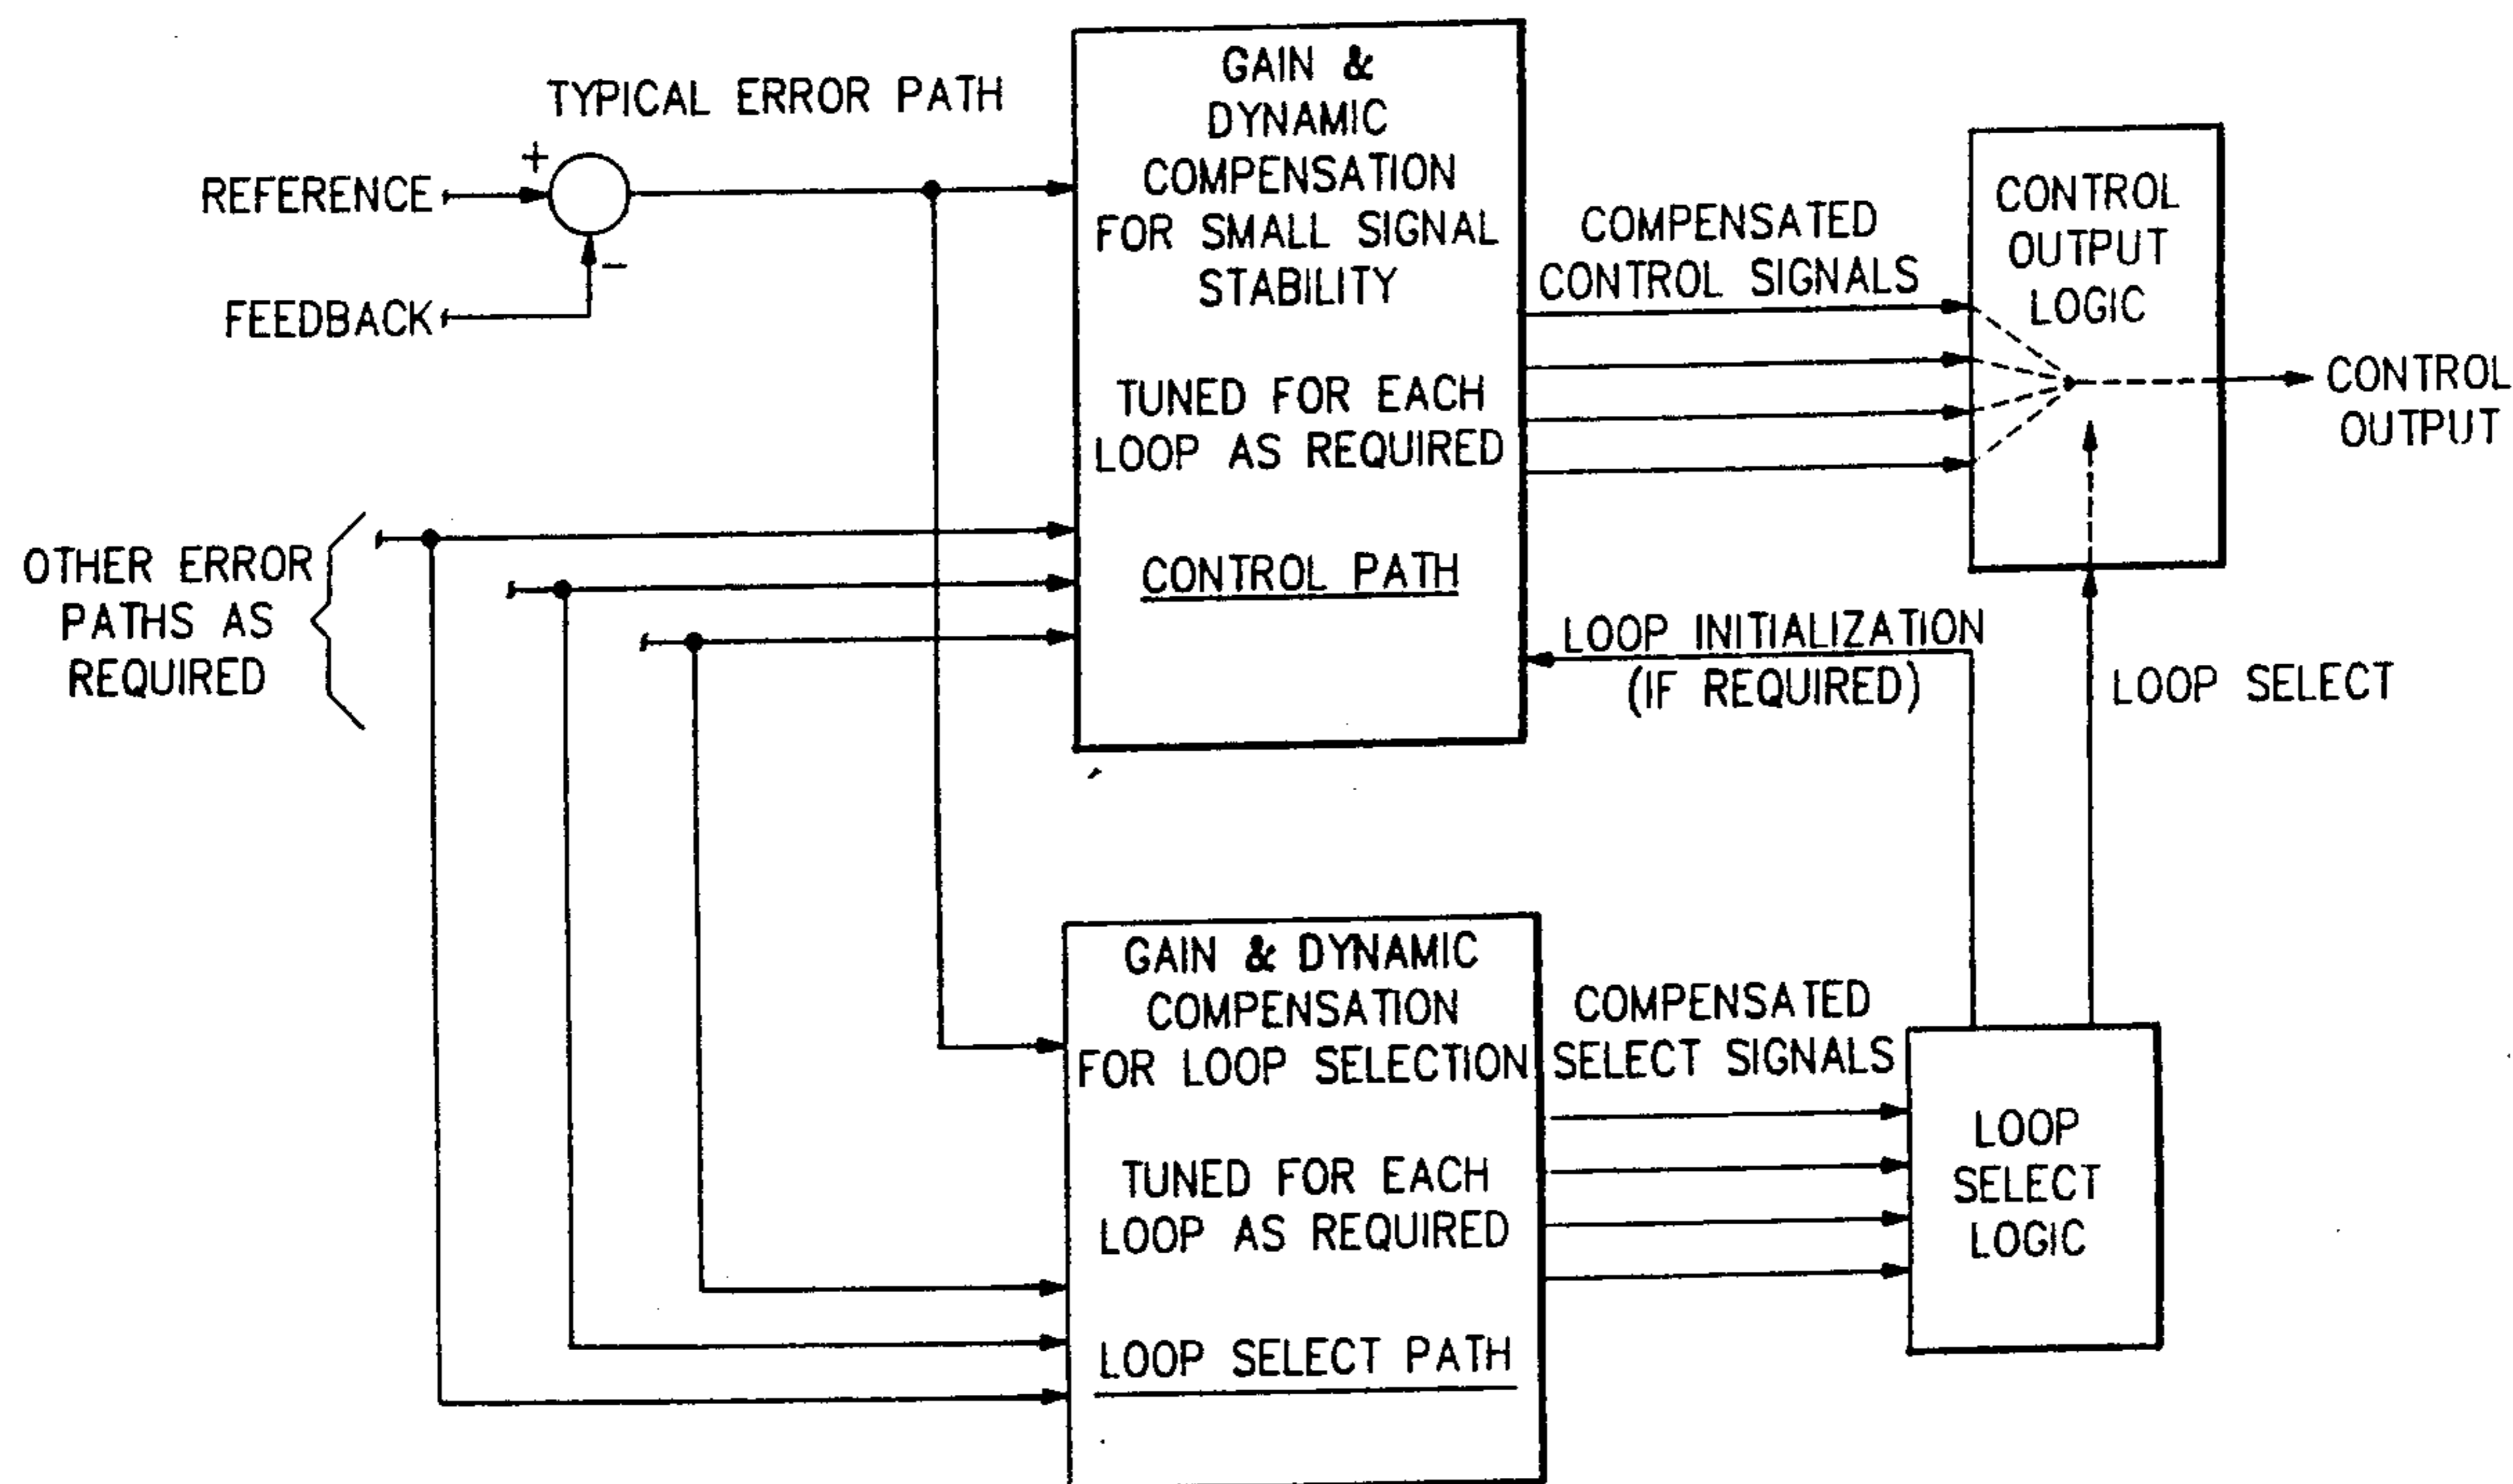 TYPICAL ERROR PATH
+
REFERENCE
−
FEEDBACK
OTHER ERROR
PATHS AS
REQUIRED
GAIN &
DYNAMIC
COMPENSATION
FOR SMALL SIGNAL
STABILITY
TUNED FOR EACH
LOOP AS REQUIRED
CONTROL PATH
COMPENSATED
CONTROL SIGNALS
CONTROL
OUTPUT
LOGIC
CONTROL
OUTPUT
LOOP INITIALIZATION
(IF REQUIRED)
LOOP SELECT
GAIN & DYNAMIC
COMPENSATION
FOR LOOP SELECTION
TUNED FOR EACH
LOOP AS REQUIRED
LOOP SELECT PATH
COMPENSATED
SELECT SIGNALS
LOOP
SELECT
LOGIC